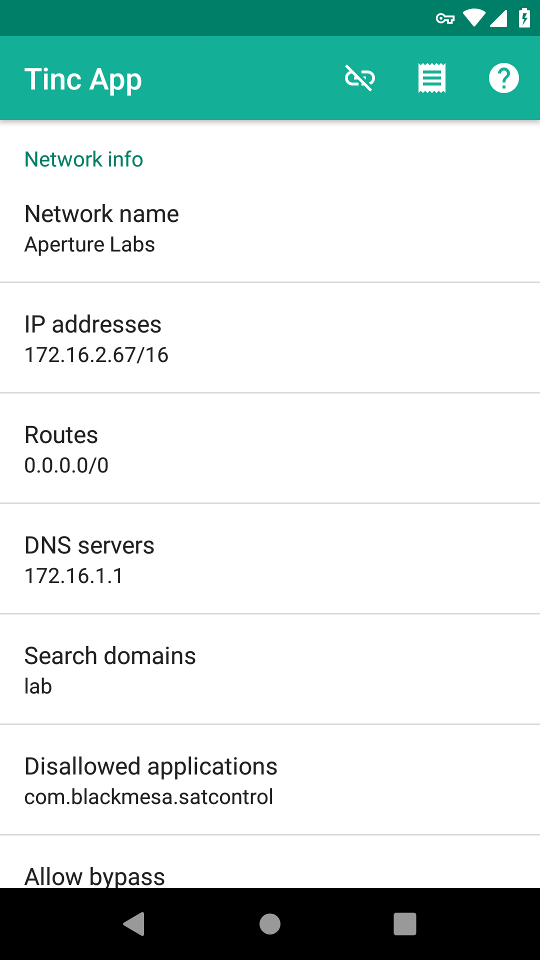 Tinc App
Network info
Network name
Aperture Labs
IP addresses
172.16.2.67/16
Routes
0.0.0.0/0
DNS servers
172.16.1.1
Search domains
lab
Disallowed applications
com.blackmesa.satcontrol
Allow bypass